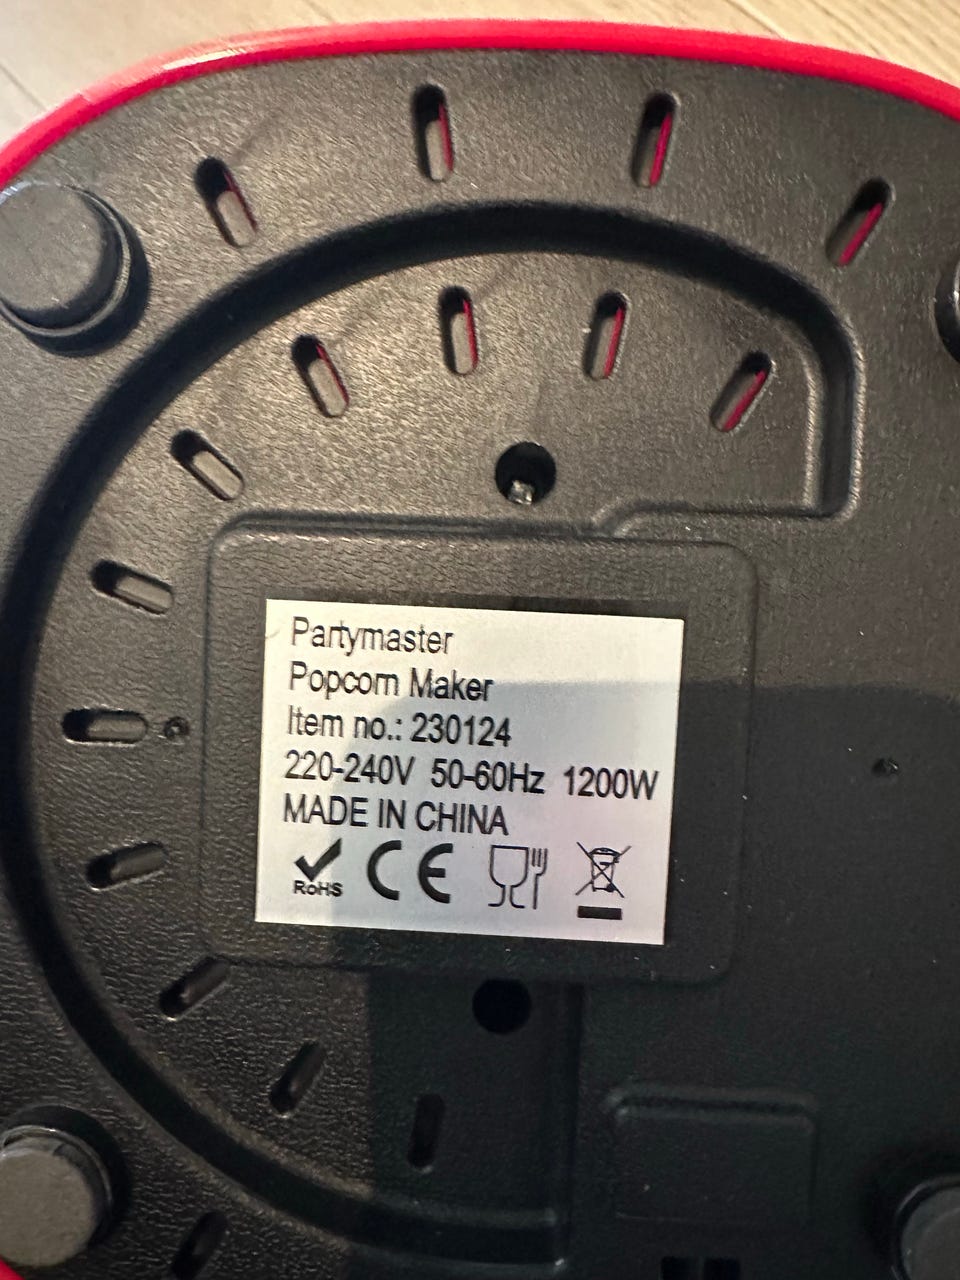 Partymaster
Popcorn Maker
Item no.: 230124
220-240V 50-60Hz 1200W
MADE IN CHINA
RoHS CE